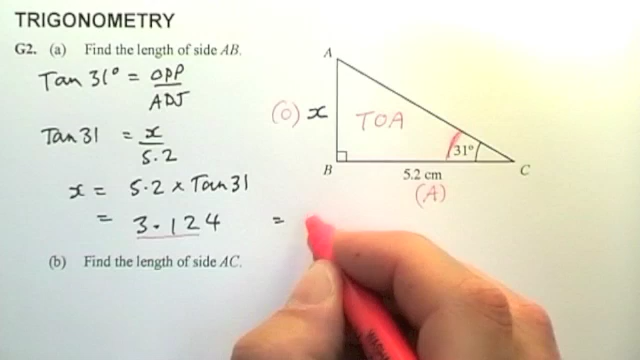 TRIGONOMETRY
G2. (a) Find the length of side AB.
Tan 31° = OPP
ADJ
Tan 31 = x
5.2
x = 5.2 x Tan 31
= 3.124 =
(b) Find the length of side AC.
A
(O) x TOA
31°
B 5.2 cm C
(A)